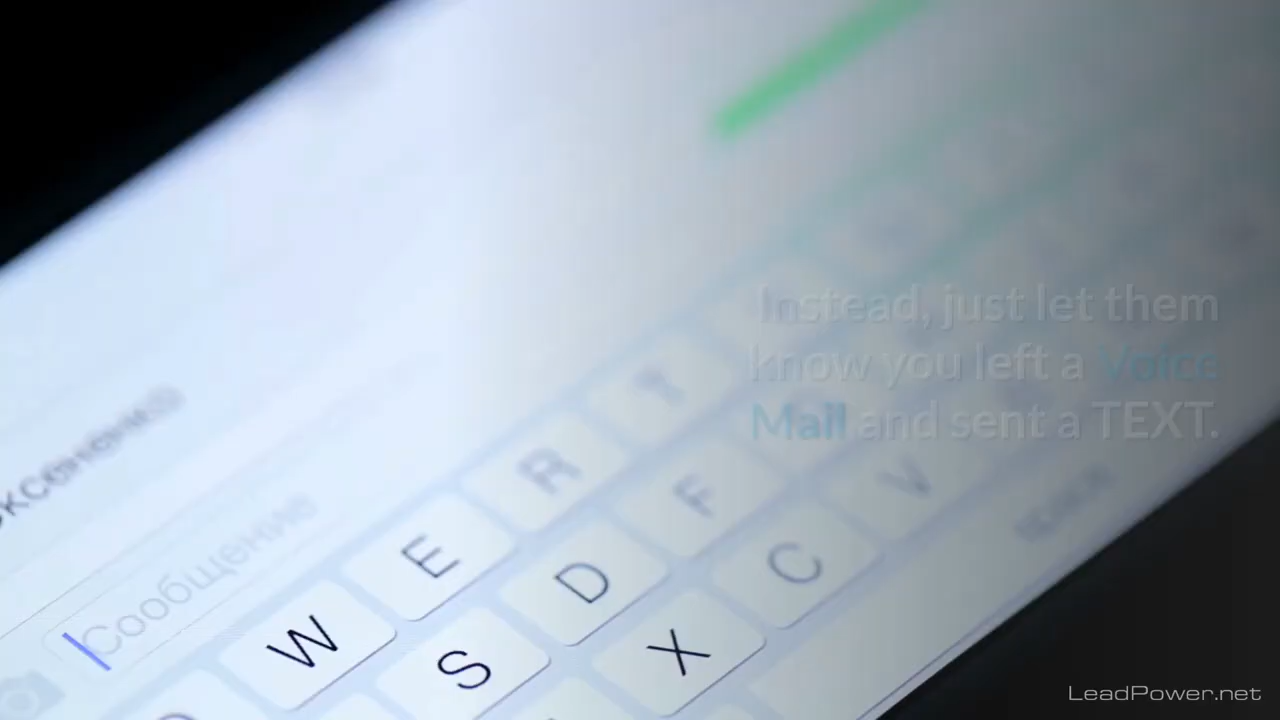 Instead, just let them
know you left a Voice
Mail and sent a TEXT.
Сообщение
W
E
R
T
S
D
F
X
C
V
LeadPower.net